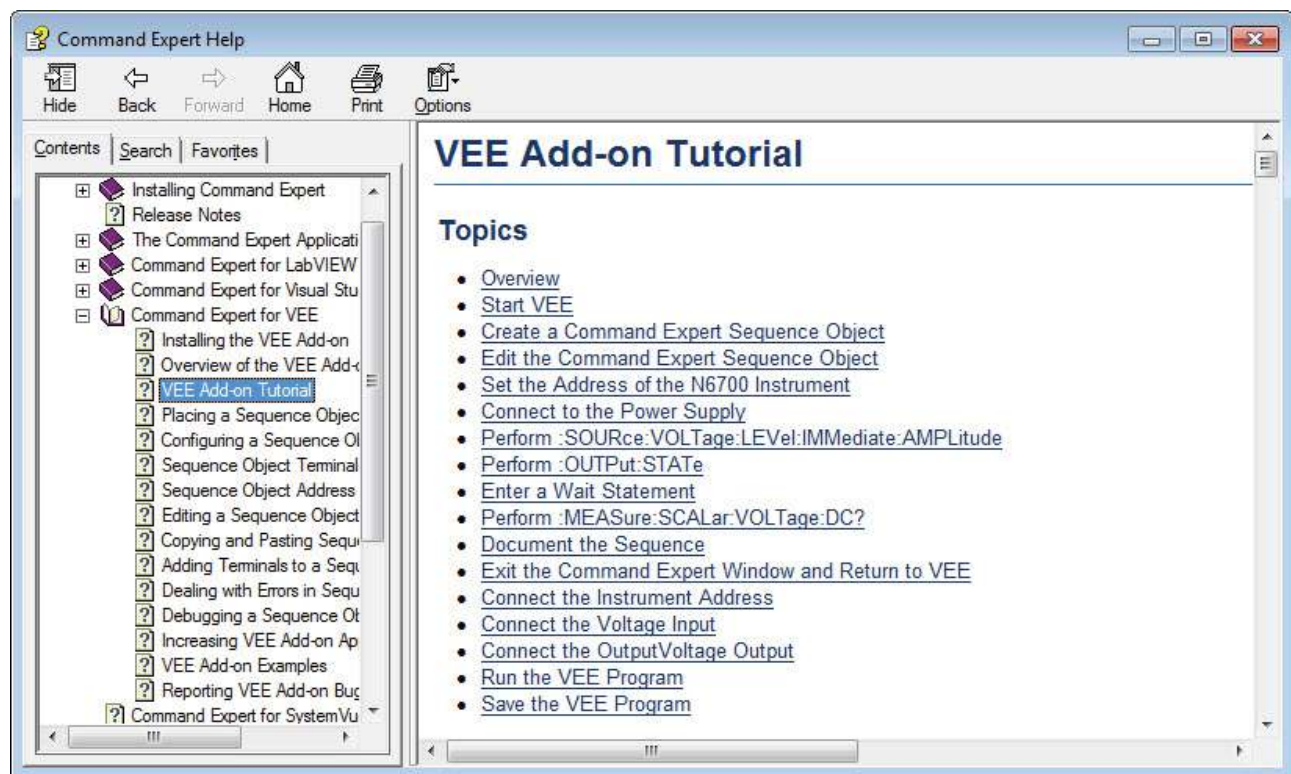 Command Expert Help
Hide Back Forward Home Print Options
Contents Search Favorites
Installing Command Expert
Release Notes
The Command Expert Applicati
Command Expert for LabVIEW
Command Expert for Visual Stu
Command Expert for VEE
Installing the VEE Add-on
Overview of the VEE Add-
VEE Add-on Tutorial
Placing a Sequence Objec
Configuring a Sequence Ol
Sequence Object Terminal
Sequence Object Address
Editing a Sequence Object
Copying and Pasting Sequ
Adding Terminals to a Sequ
Dealing with Errors in Sequ
Debugging a Sequence Ob
Increasing VEE Add-on Ap
VEE Add-on Examples
Reporting VEE Add-on Bug
Command Expert for SystemVu
VEE Add-on Tutorial
Topics
• Overview
• Start VEE
• Create a Command Expert Sequence Object
• Edit the Command Expert Sequence Object
• Set the Address of the N6700 Instrument
• Connect to the Power Supply
• Perform :SOURce:VOLTage:LEVel:IMMediate:AMPLitude
• Perform :OUTPut:STATe
• Enter a Wait Statement
• Perform :MEASure:SCALar:VOLTage:DC?
• Document the Sequence
• Exit the Command Expert Window and Return to VEE
• Connect the Instrument Address
• Connect the Voltage Input
• Connect the OutputVoltage Output
• Run the VEE Program
• Save the VEE Program